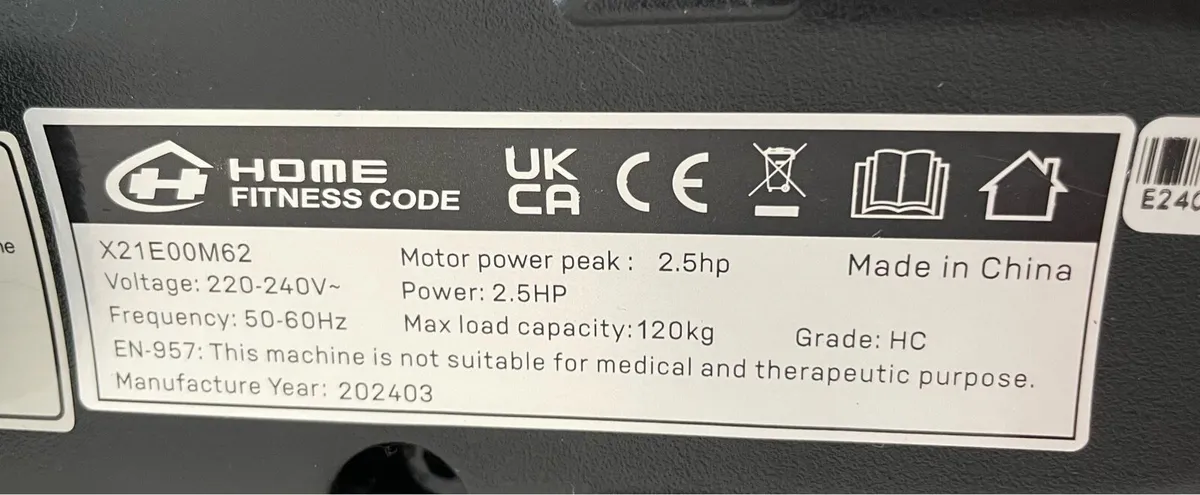 HOME
FITNESS CODE
UK
CA
CE
X21E00M62
Voltage: 220-240V~
Frequency: 50-60Hz
Motor power peak: 2.5hp
Power: 2.5HP
Max load capacity:120kg
Made in China
Grade: HC
EN-957: This machine is not suitable for medical and therapeutic purpose.
Manufacture Year: 202403